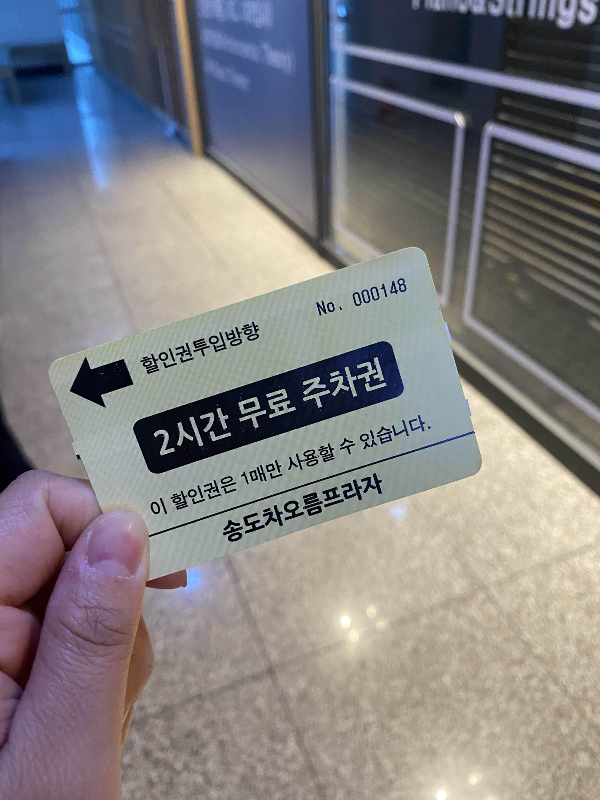 Piano&Strings
No. 000148
할인권투입방향
2시간 무료 주차권
이 할인권은 1매만 사용할 수 있습니다.
송도차오름프라자